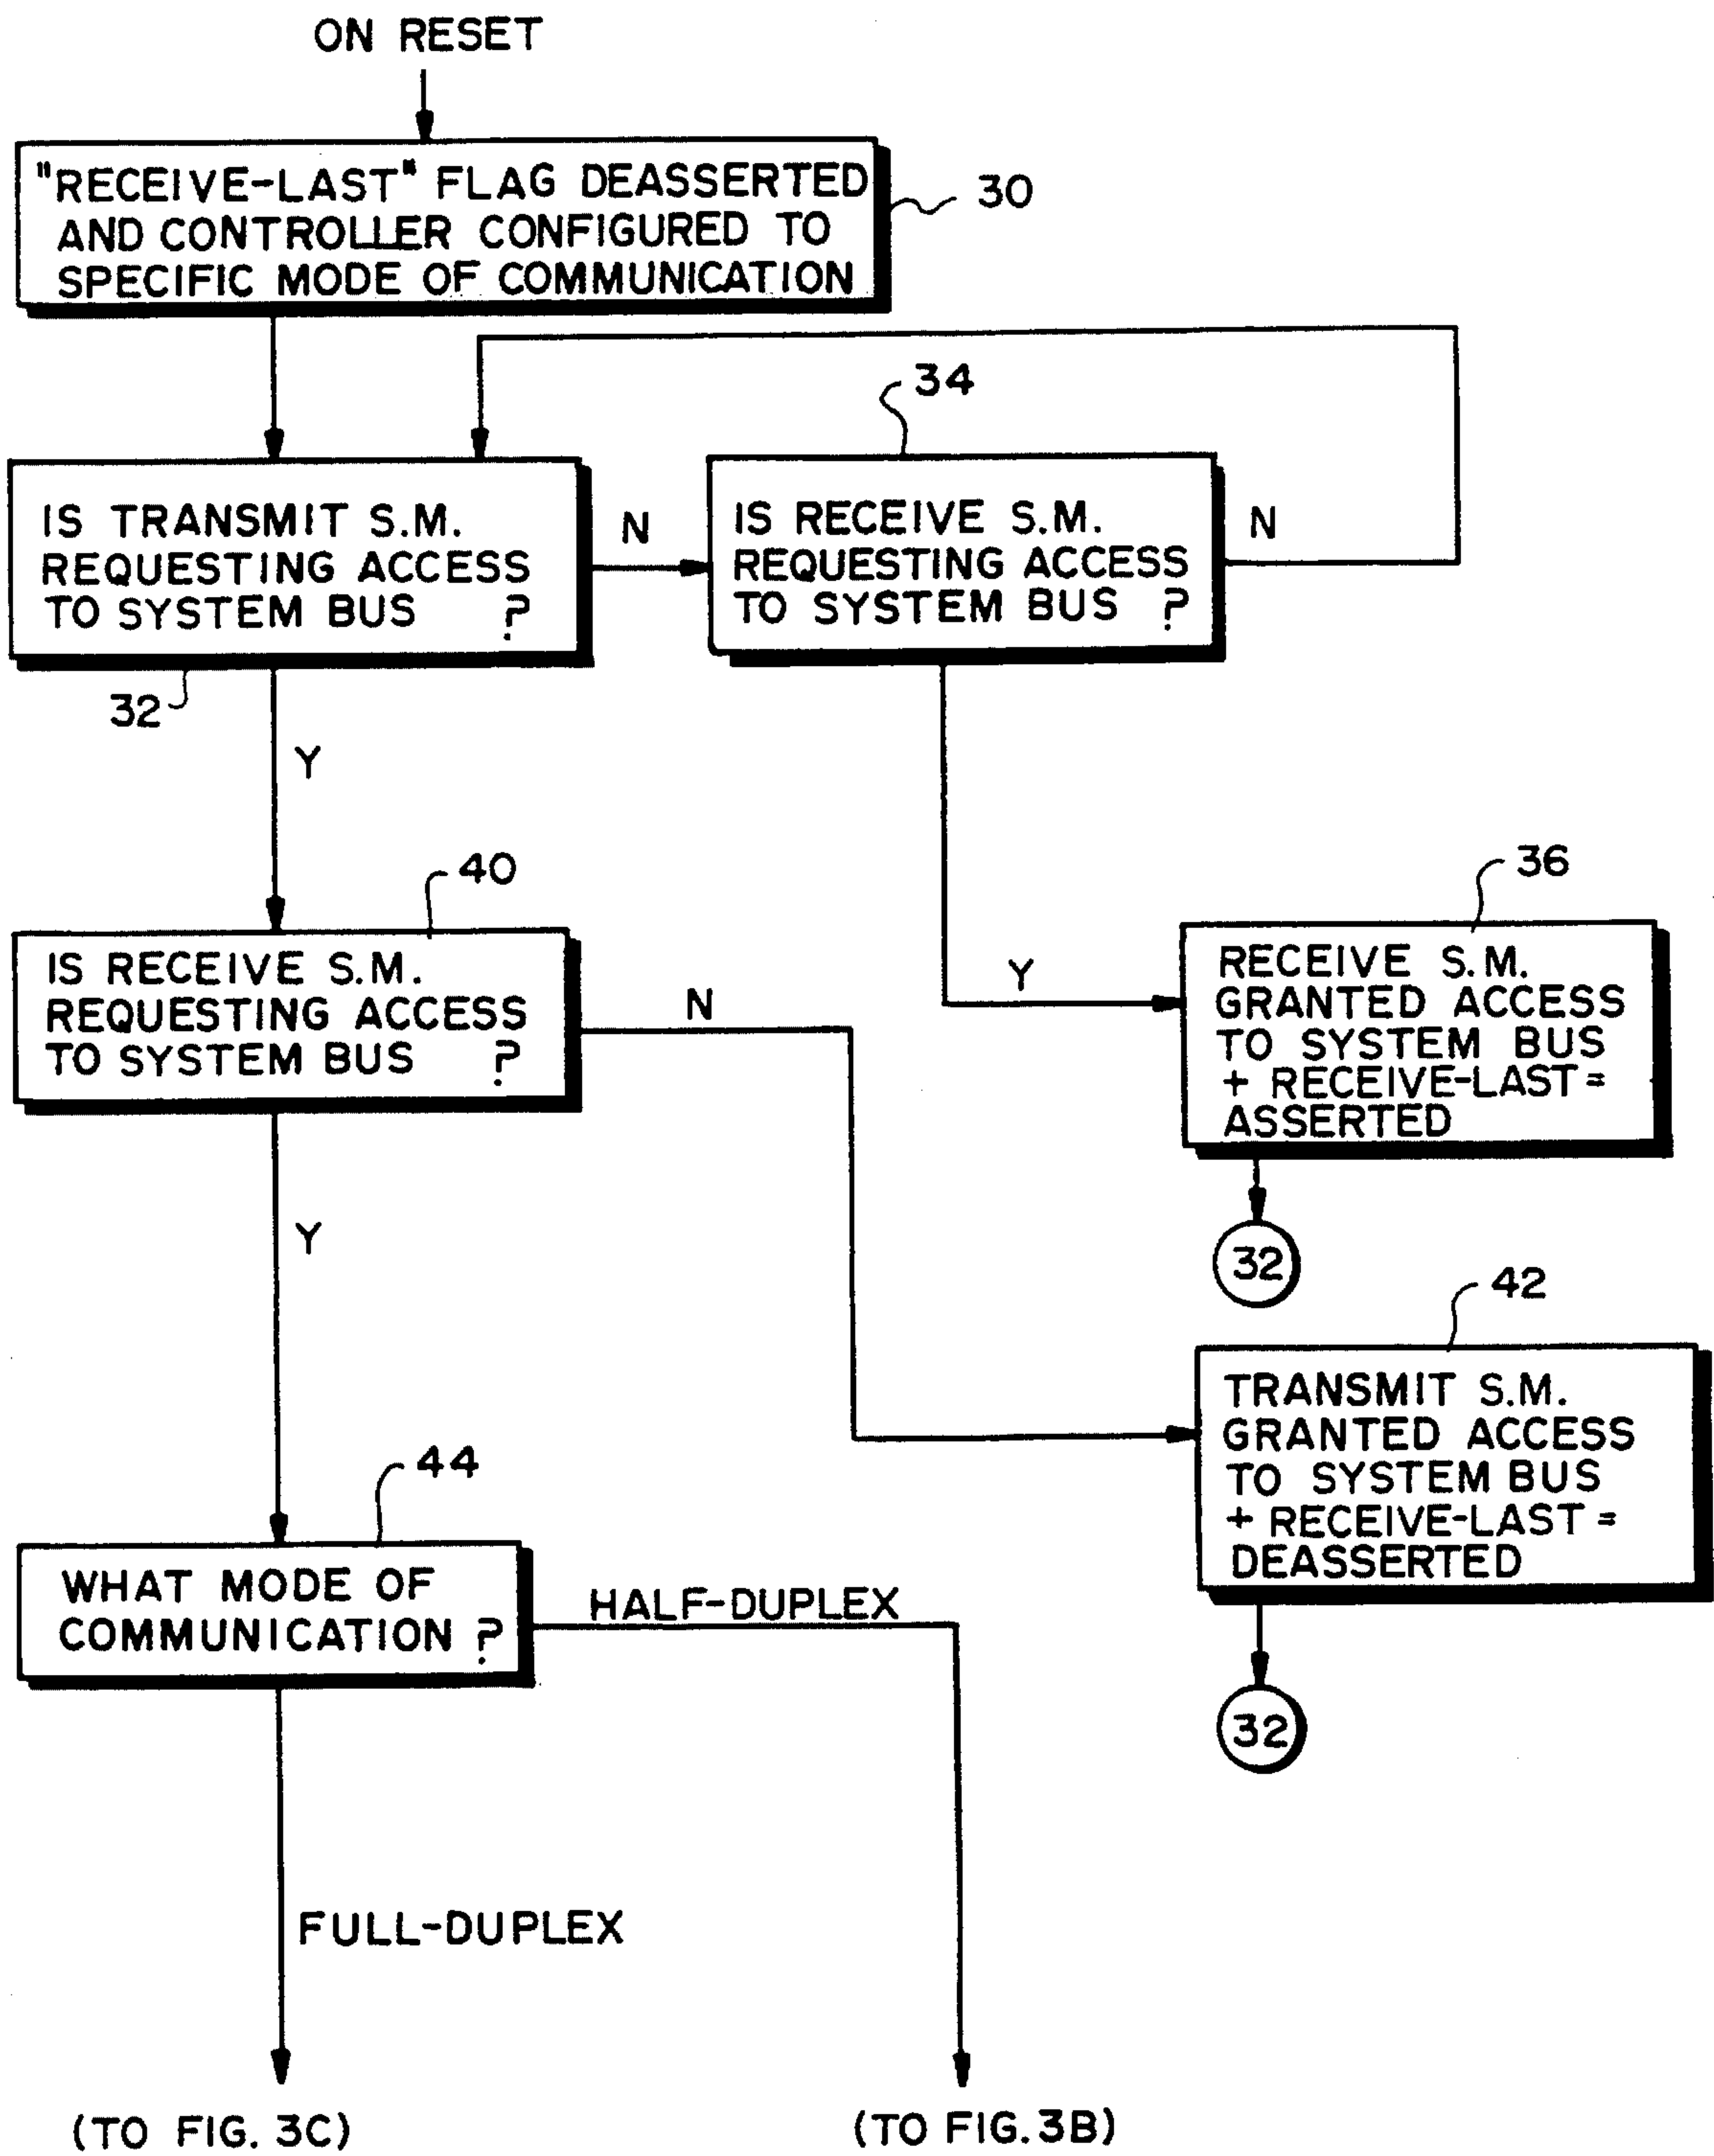 ON RESET
"RECEIVE-LAST" FLAG DEASSERTED
AND CONTROLLER CONFIGURED TO
SPECIFIC MODE OF COMMUNICATION
30
34
IS TRANSMIT S.M.
REQUESTING ACCESS
TO SYSTEM BUS ?
N
IS RECEIVE S.M.
REQUESTING ACCESS
TO SYSTEM BUS ?
N
32
Y
40
IS RECEIVE S.M.
REQUESTING ACCESS
TO SYSTEM BUS ?
N
Y
36
RECEIVE S.M.
GRANTED ACCESS
TO SYSTEM BUS
+ RECEIVE-LAST =
ASSERTED
32
Y
42
TRANSMIT S.M.
GRANTED ACCESS
TO SYSTEM BUS
+ RECEIVE-LAST =
DEASSERTED
32
44
WHAT MODE OF
COMMUNICATION ?
HALF-DUPLEX
FULL-DUPLEX
(TO FIG. 3C)
(TO FIG. 3B)